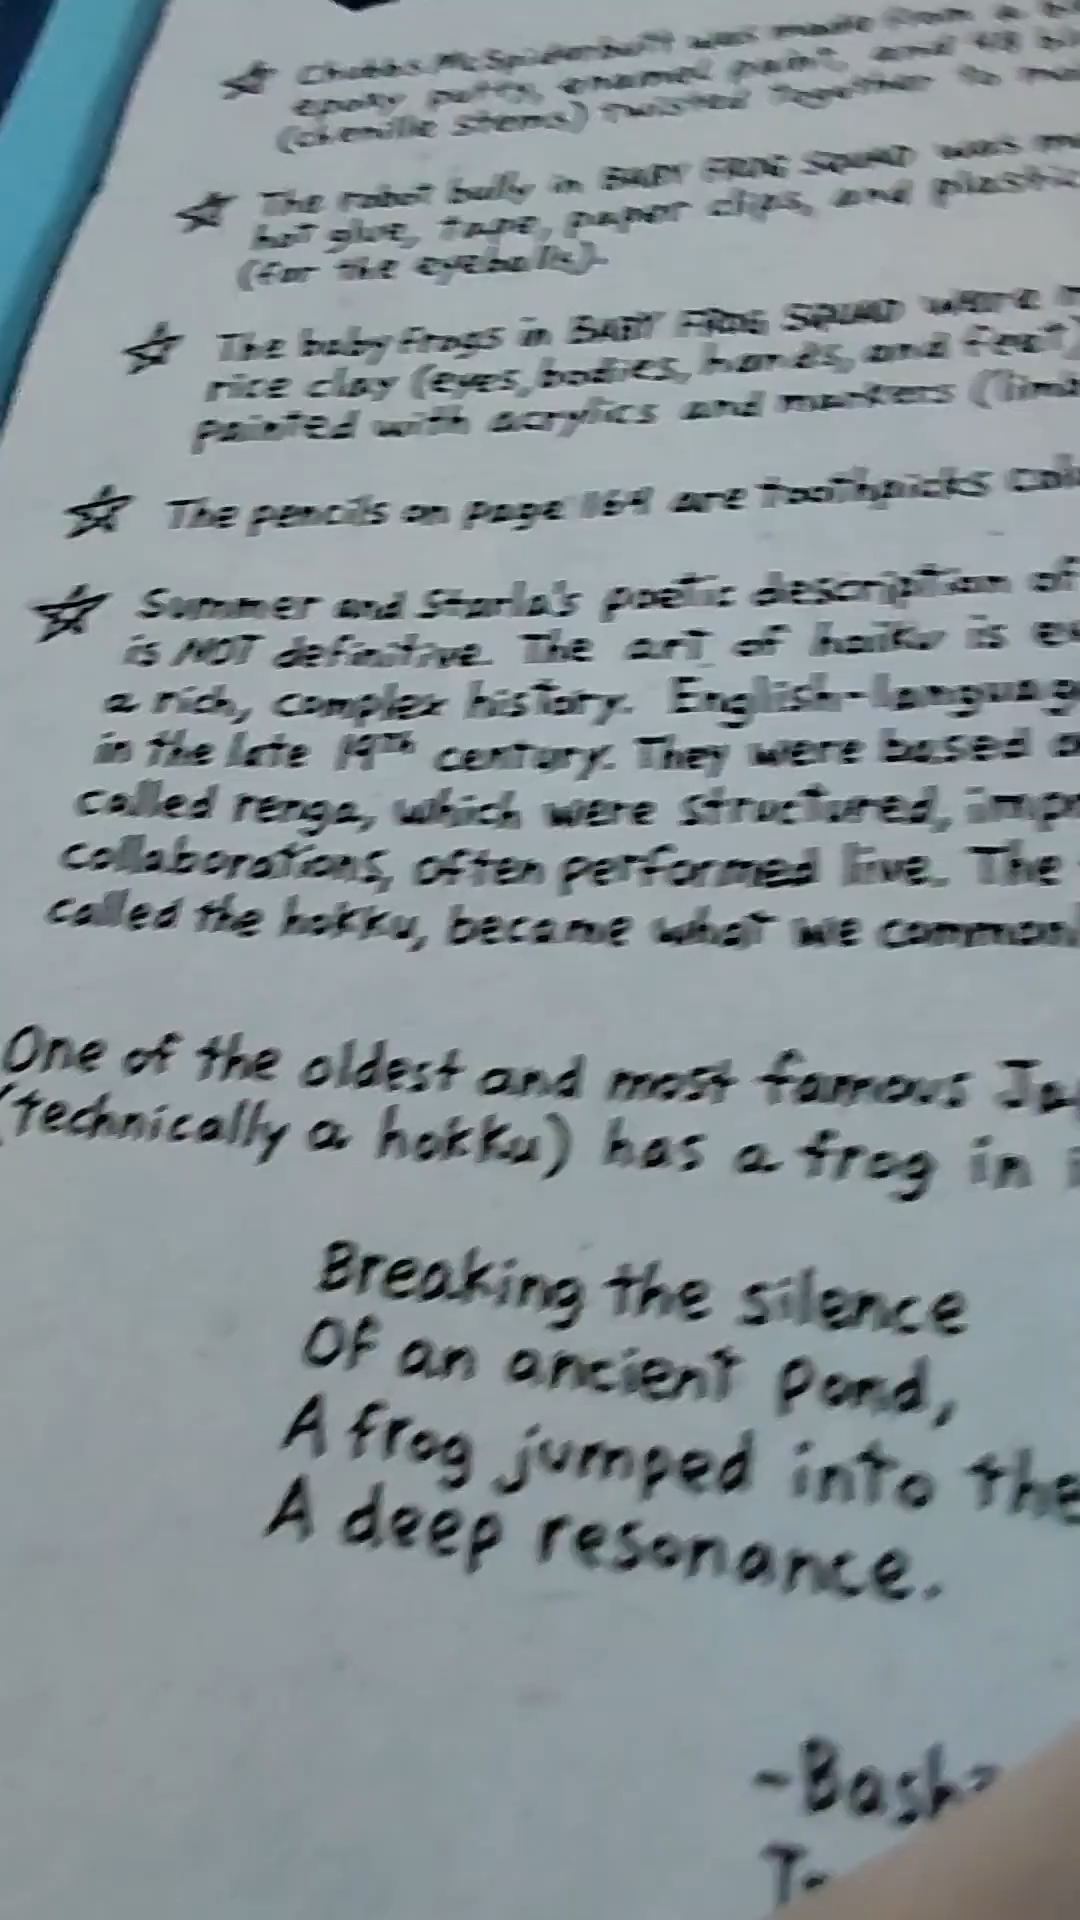 Chubbs McSpiderbutt was made from a
epoxy putty, enamel paint, and 48
(chenille stems) twisted together to
The robot bully in BABY FROG SQUAD was
hot glue, tape, paper clips, and plastic
(for the eyeballs).
The baby frogs in BABY FROG SQUAD were
rice clay (eyes, bodies, hands, and feet)
painted with acrylics and markers
The pencils on page 164 are toothpicks
Summer and Starla's poetic description of
is NOT definitive. The art of haiku is
a rich, complex history. English-
in the late 19th century. They were based
called renga, which were structured,
collaborations, often performed live. The
called the hokku, became what we
One of the oldest and most famous
(technically a hokku) has a frog in
Breaking the silence
Of an ancient pond,
A frog jumped into the
A deep resonance.